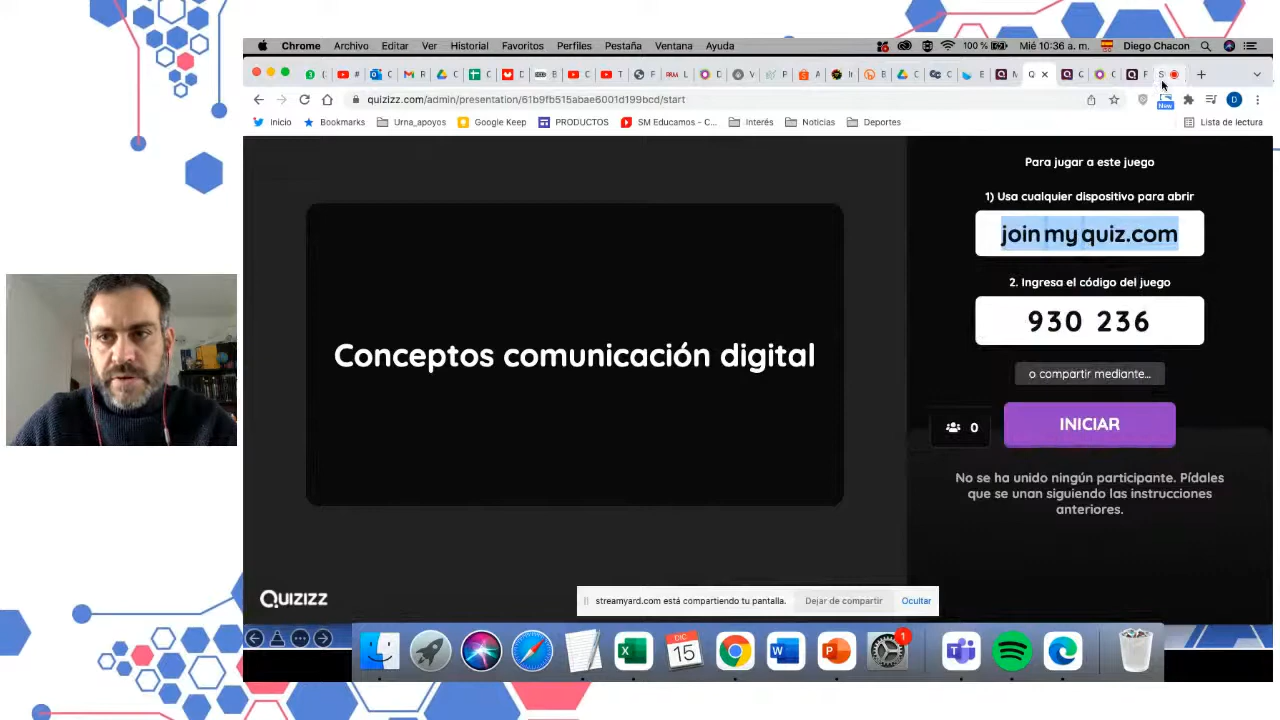 Chrome Archivo Editar Ver Historial Favoritos Perfiles Pestaña Ventana Ayuda
100 % Mié 10:36 a. m. Diego Chacon
quizizz.com/admin/presentation/61b9fb515abae6001d199bcd/start
New
D
Inicio Bookmarks Urna_apoyos Google Keep PRODUCTOS SM Educamos - C... Interés Noticias Deportes Lista de lectura
Para jugar a este juego
1) Usa cualquier dispositivo para abrir
joinmyquiz.com
2. Ingresa el código del juego
930 236
o compartir mediante...
Conceptos comunicación digital
0
INICIAR
No se ha unido ningún participante. Pídales
que se unan siguiendo las instrucciones
anteriores.
Quizizz
streamyard.com está compartiendo tu pantalla. Dejar de compartir Ocultar
DIC
15
1